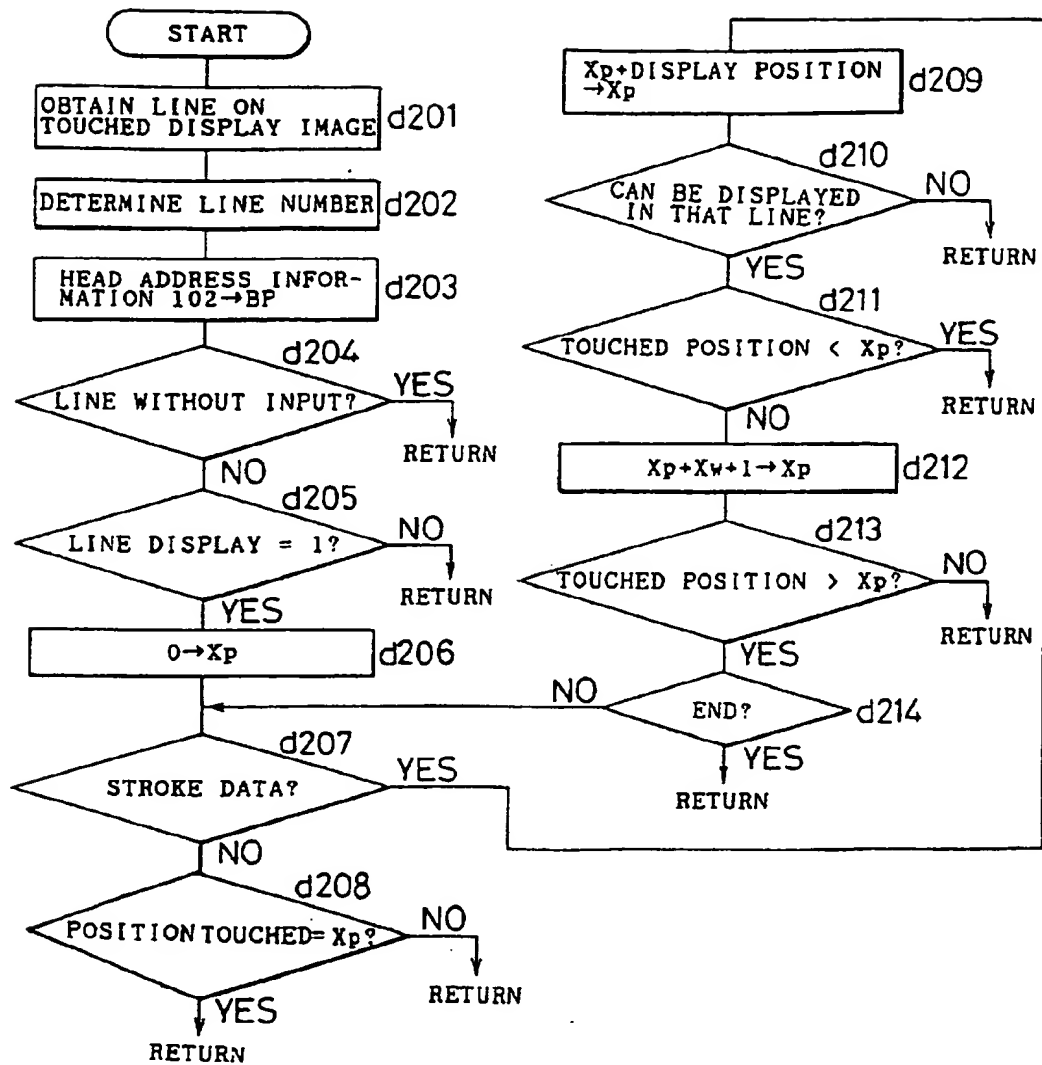 START
OBTAIN LINE ON
TOUCHED DISPLAY IMAGE
d201
DETERMINE LINE NUMBER
d202
HEAD ADDRESS INFOR-
MATION 102→BP
d203
d204
LINE WITHOUT INPUT?
YES
RETURN
NO
d205
LINE DISPLAY = 1?
NO
RETURN
YES
0→Xp
d206
d207
STROKE DATA?
YES
NO
d208
POSITION TOUCHED= Xp?
NO
RETURN
YES
RETURN
Xp+DISPLAY POSITION
→Xp
d209
d210
CAN BE DISPLAYED
IN THAT LINE?
NO
RETURN
YES
d211
TOUCHED POSITION < Xp?
YES
RETURN
NO
Xp+Xw+1→Xp
d212
d213
TOUCHED POSITION > Xp?
NO
RETURN
YES
NO
END?
d214
YES
RETURN